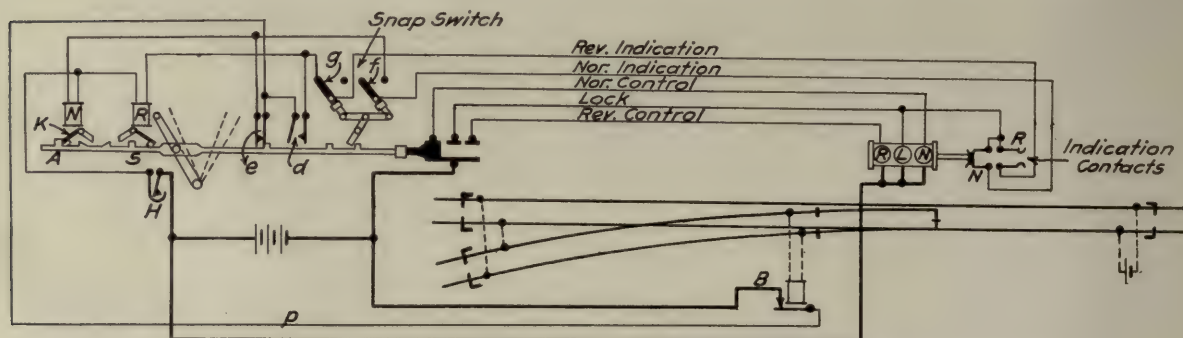 Snap Switch
g
f
Rev. Indication
Nor. Indication
Nor. Control
Lock
Rev. Control
N
R
K
A
S
e
d
H
R
L
N
N
R
Indication
Contacts
B
P